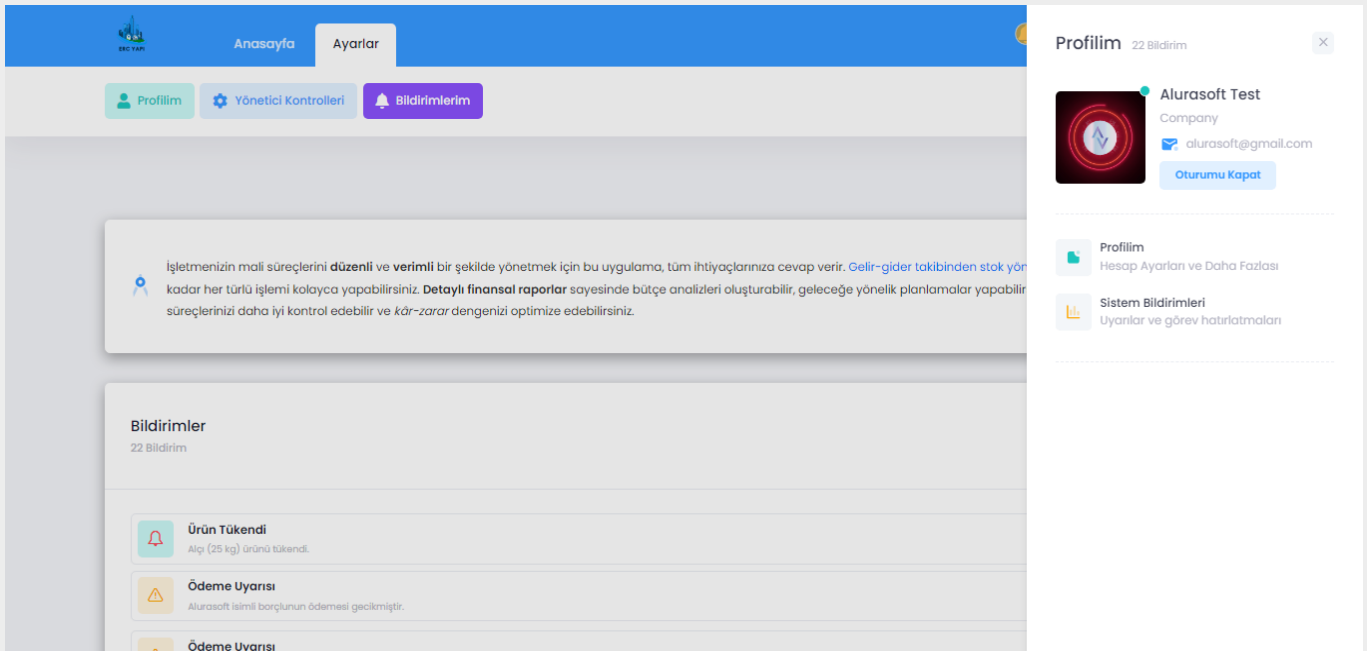 ERC YAPI
Anasayfa
Ayarlar
Profilim
Yönetici Kontrolleri
Bildirimlerim
İşletmenizin mali süreçlerini düzenli ve verimli bir şekilde yönetmek için bu uygulama, tüm ihtiyaçlarınıza cevap verir. Gelir-gider takibinden stok yön
kadar her türlü işlemi kolayca yapabilirsiniz. Detaylı finansal raporlar sayesinde bütçe analizleri oluşturabilir, geleceğe yönelik planlamalar yapabilir
süreçlerinizi daha iyi kontrol edebilir ve kâr-zarar dengenizi optimize edebilirsiniz.
Bildirimler
22 Bildirim
Ürün Tükendi
Alçı (25 kg) ürünü tükendi.
Ödeme Uyarısı
Alurasoft isimli borçlunun ödemesi gecikmiştir.
Ödeme Uyarısı
Profilim 22 Bildirim
Alurasoft Test
Company
alurasoft@gmail.com
Oturumu Kapat
Profilim
Hesap Ayarları ve Daha Fazlası
Sistem Bildirimleri
Uyarılar ve görev hatırlatmaları